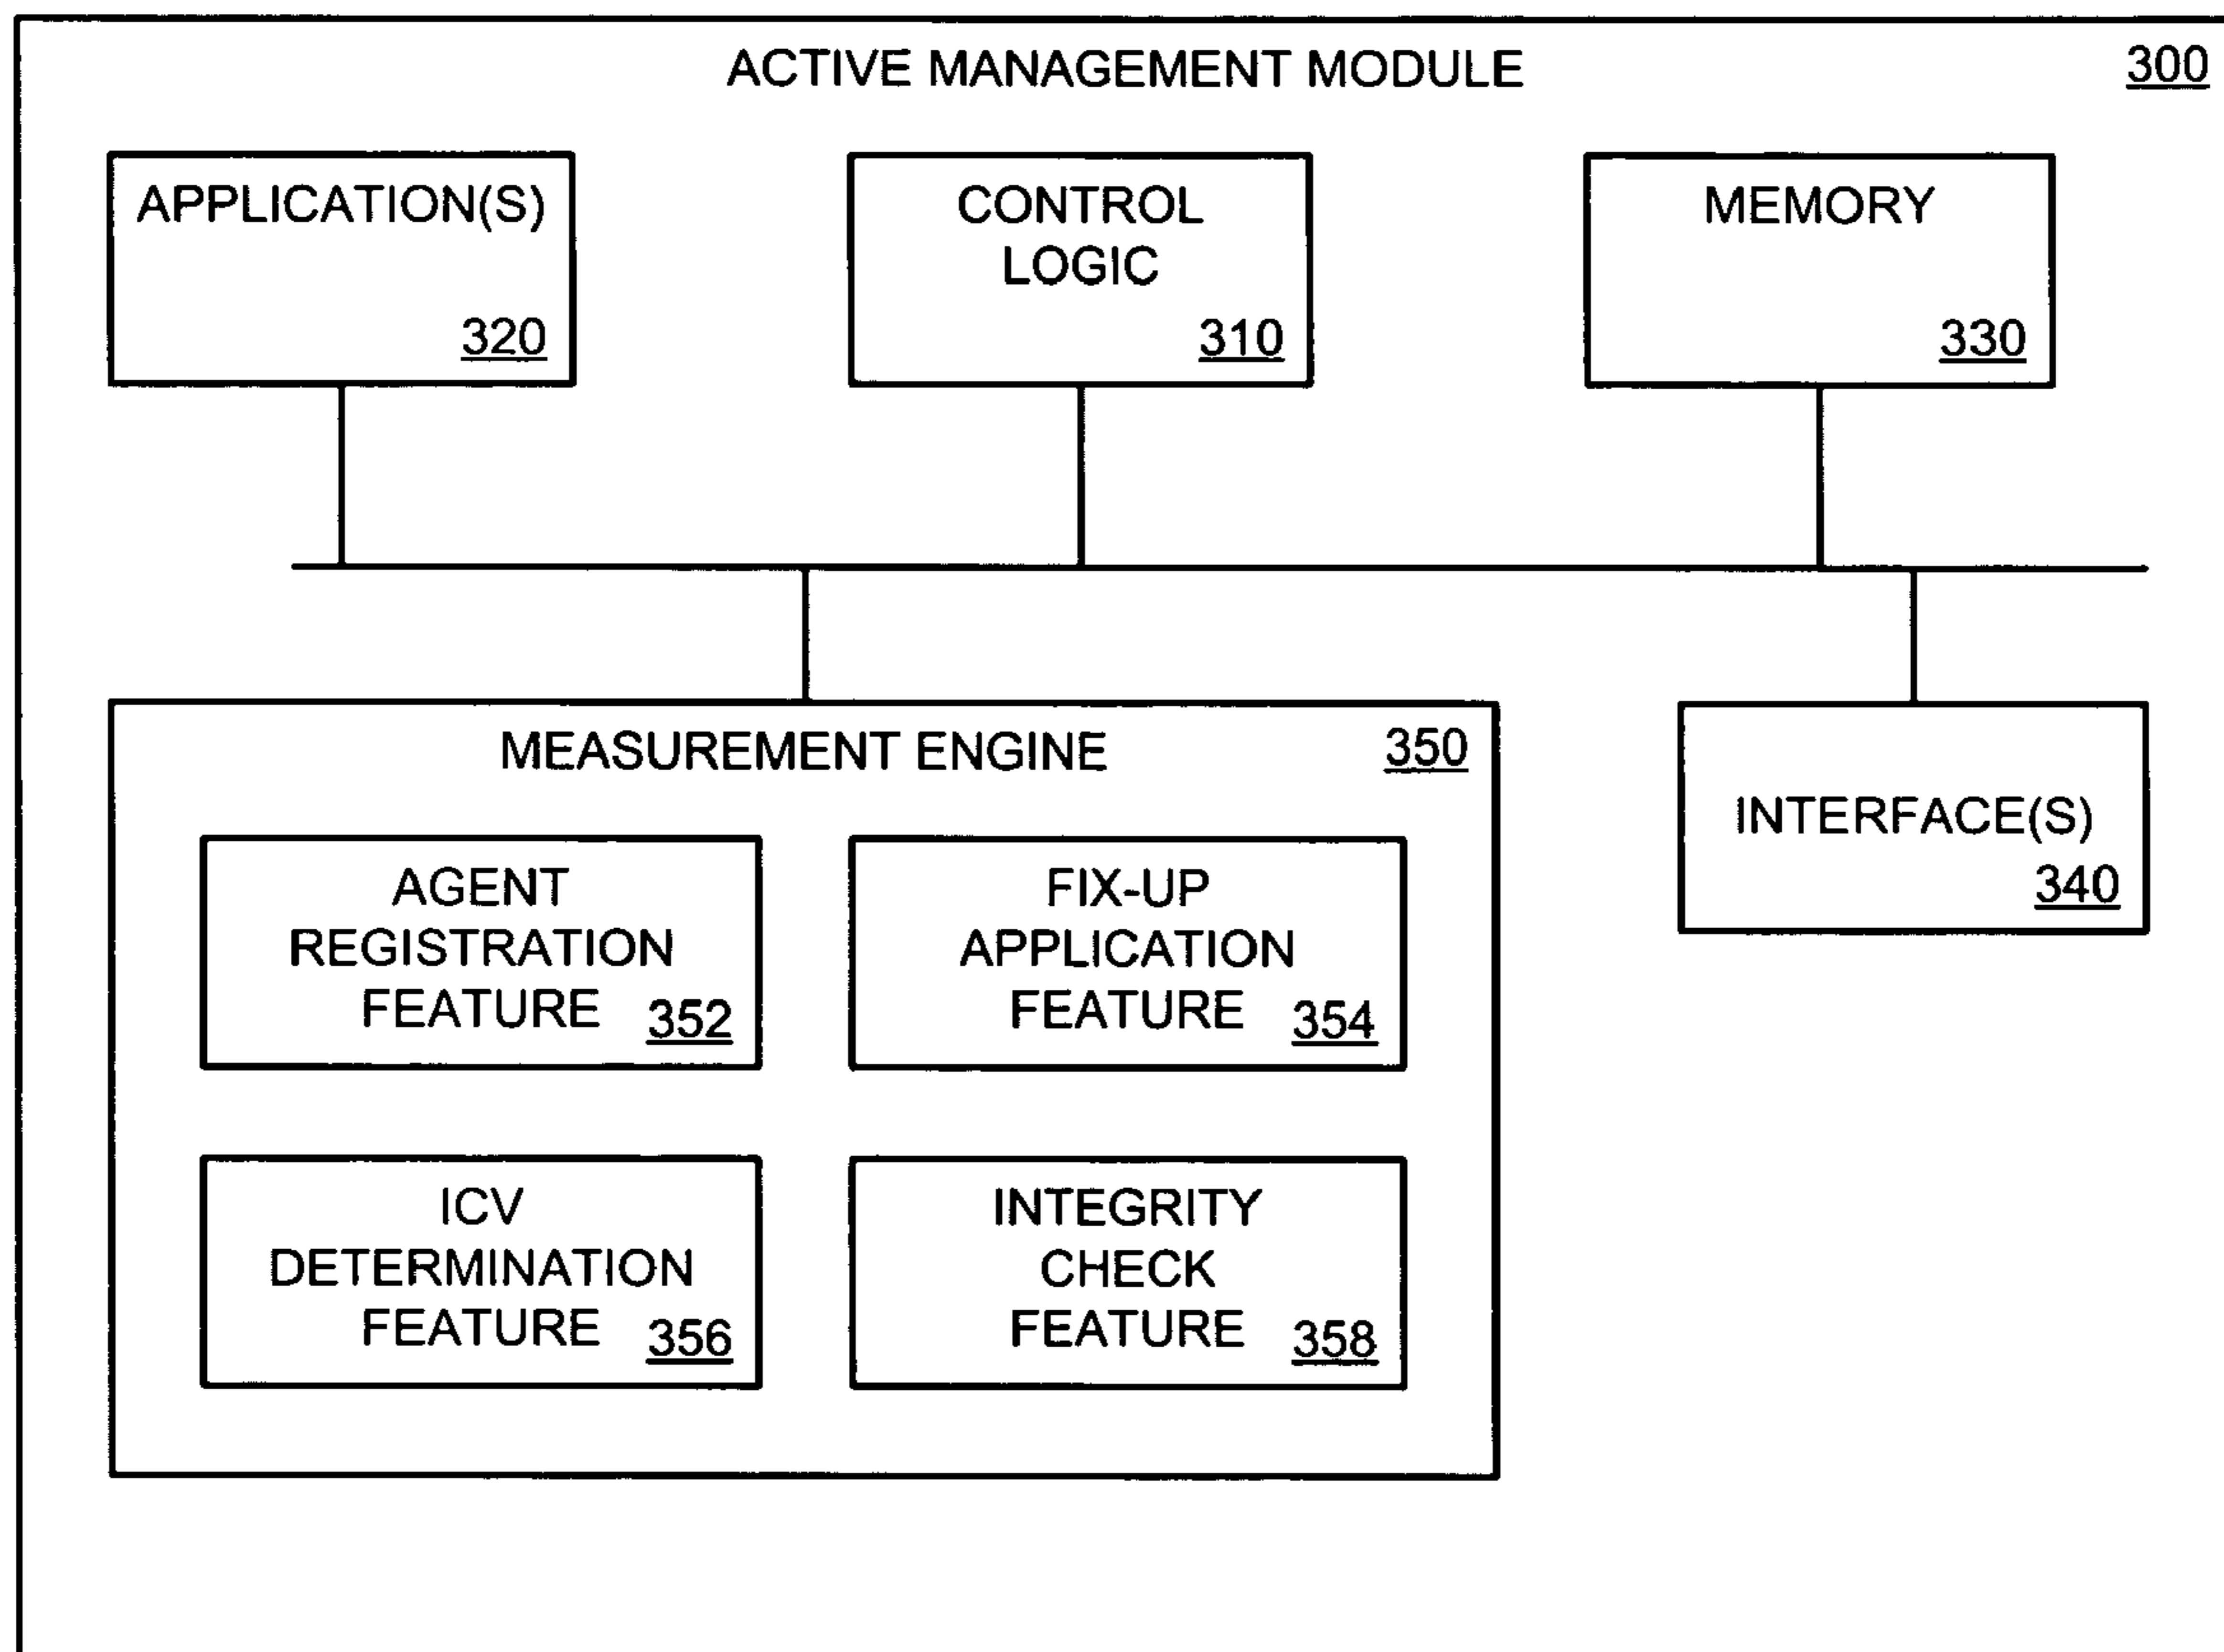 ACTIVE MANAGEMENT MODULE 300
APPLICATION(S)
320
CONTROL
LOGIC
310
MEMORY
330
MEASUREMENT ENGINE 350
AGENT
REGISTRATION
FEATURE 352
FIX-UP
APPLICATION
FEATURE 354
ICV
DETERMINATION
FEATURE 356
INTEGRITY
CHECK
FEATURE 358
INTERFACE(S)
340